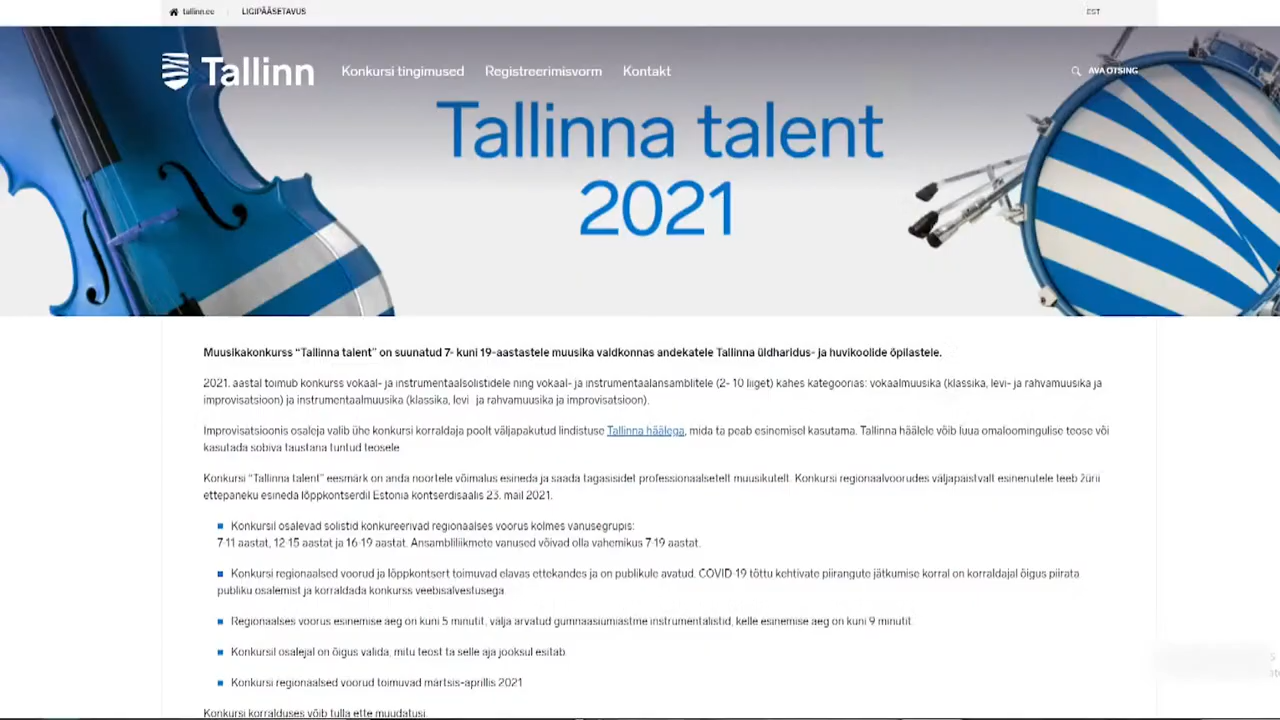 tallinn.ee
LIGIPÄÄSETAVUS
EST
Tallinn
Konkursi tingimused
Registreerimisvorm
Kontakt
AVA OTSING
Tallinna talent
2021
Muusikakonkurss “Tallinna talent” on suunatud 7- kuni 19-aastastele muusika valdkonnas andekatele Tallinna üldharidus- ja huvikoolide õpilastele.
2021. aastal toimub konkurss vokaal- ja instrumentaalsolistidele ning vokaal- ja instrumentaalansamblitele (2- 10 liiget) kahes kategoorias: vokaalmuusika (klassika, levi- ja rahvamuusika ja
improvisatsioon) ja instrumentaalmuusika (klassika, levi ja rahvamuusika ja improvisatsioon).
Improvisatsioonis osaleja valib ühe konkursi korraldaja poolt väljapakutud lindistuse Tallinna häälega, mida ta peab esinemisel kasutama. Tallinna häälele võib luua omaloomingulise teose või
kasutada sobiva taustana tuntud teosele
Konkursi “Tallinna talent” eesmärk on anda noortele võimalus esineda ja saada tagasisidet professionaalsetelt muusikutelt. Konkursi regionaalvoorudes väljapaistvalt esinenutele teeb žürii
ettepaneku esineda lõppkontserdil Estonia kontserdisaalis 23. mail 2021.
Konkursil osalevad solistid konkureerivad regionaalses voorus kolmes vanusegrupis:
7-11 aastat, 12-15 aastat ja 16-19 aastat. Ansambliliikmete vanused võivad olla vahemikus 7-19 aastat.
Konkursi regionaalsed voorud ja lõppkontsert toimuvad elavas ettekandes ja on publikule avatud. COVID-19 tõttu kehtivate piirangute jätkumise korral on korraldajal õigus piirata
publiku osalemist ja korraldada konkurss veebisalvestusega
Regionaalses voorus esinemise aeg on kuni 5 minutit, välja arvatud gümnaasiumiastme instrumentalistid, kelle esinemise aeg on kuni 9 minutit.
Konkursil osalejal on õigus valida, mitu teost ta selle aja jooksul esitab
Konkursi regionaalsed voorud toimuvad märtsis-aprillis 2021
Konkursi korralduses võib tulla ette muudatusi.